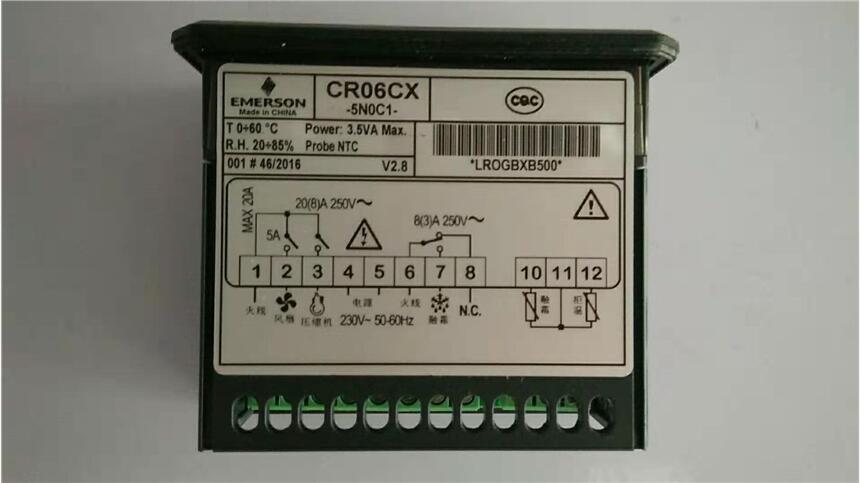 EMERSON
Made in CHINA
CR06CX
-5N0C1-
CQC
T 0÷60 °C Power: 3.5VA Max.
R.H. 20÷85% Probe NTC
001 # 46/2016 V2.8
*LROGBXB500*
MAX 20A
20(8)A 250V～
5A
8(3)A 250V～
1 2 3 4 5 6 7 8 10 11 12
火线 风扇 压缩机 电源 火线 融霜 N.C. 融霜 柜温
230V~ 50-60Hz